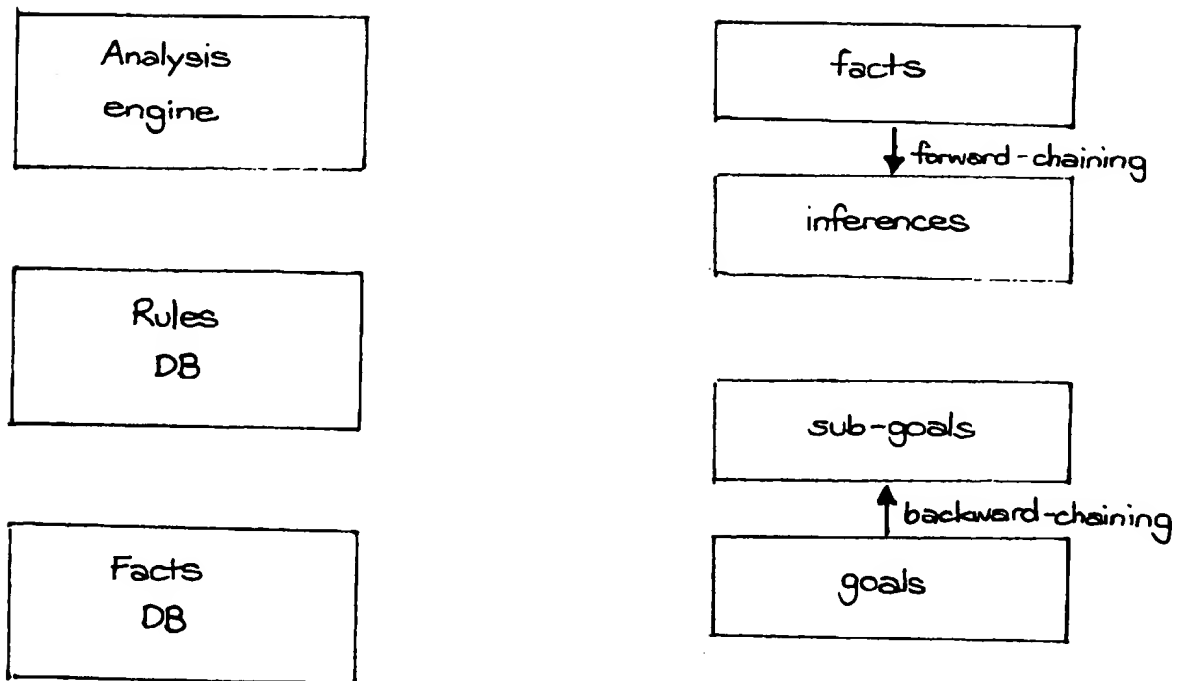 Analysis
engine
Rules
DB
Facts
DB
facts
forward-chaining
inferences
sub-goals
backward-chaining
goals